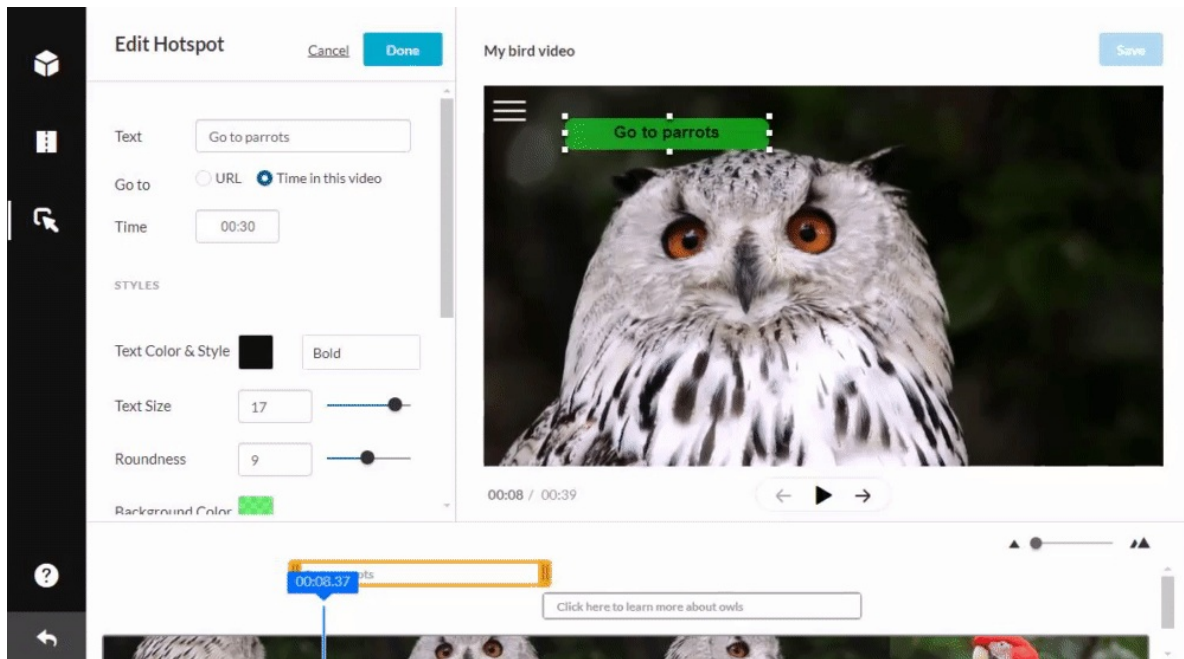 Edit Hotspot
Cancel
Done
Text
Go to parrots
Go to
URL
Time in this video
Time
00:30
STYLES
Text Color & Style
Bold
Text Size
17
Roundness
9
Background Color
My bird video
Save
Go to parrots
00:08 / 00:39
?
00:08.37
Click here to learn more about owls